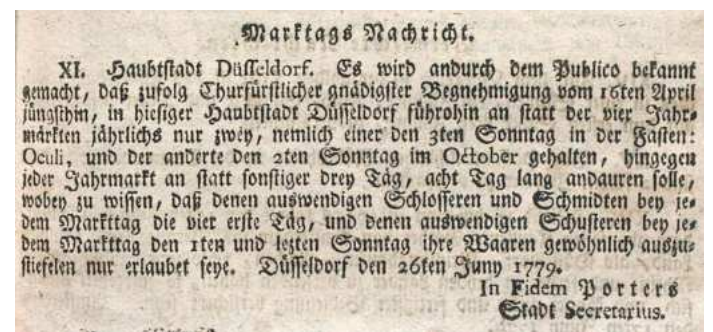 Marktags Nachricht.
XI. Haubtstadt Düsseldorf. Es wird andurch dem Publico bekannt
gemacht, daß zufolg Churfürstlicher gnädigster Begnehmigung vom 16ten April
jüngsthin, in hiesiger Haubtstadt Düsseldorf führohin an statt der vier Jahr-
märkten jährlichs nur zwey, nemlich einer den 3ten Sonntag in der Fasten:
Oculi, und der anderte den 2ten Sonntag im October gehalten, hingegen
jeder Jahrmarkt an statt sonstiger drey Täg, acht Tag lang andauren solle,
wobey zu wissen, daß denen auswendigen Schlosseren und Schmidten bey je-
dem Markttag die vier erste Täg, und denen auswendigen Schusteren bey je-
dem Markttag den 1ten und lezten Sonntag ihre Waaren gewöhnlich auszu-
stiefelen nur erlaubet seye. Düsseldorf den 26ten Juny 1779.
In Fidem Porters
Stadt Secretarius.